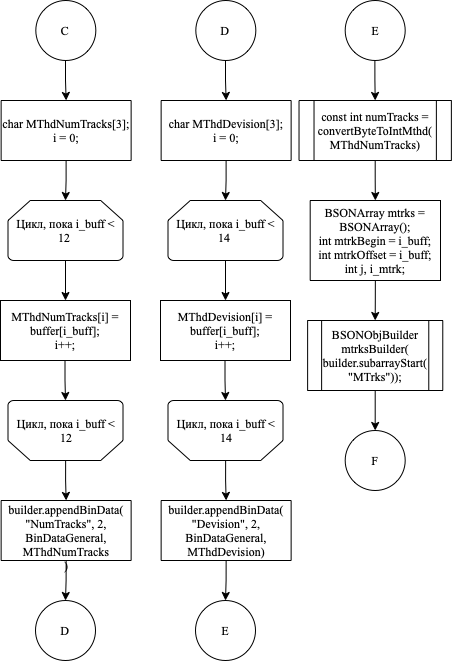 C
char MThdNumTracks[3];
i = 0;
Цикл, пока i_buff <
12
MThdNumTracks[i] =
buffer[i_buff];
i++;
Цикл, пока i_buff <
12
builder.appendBinData(
"NumTracks", 2,
BinDataGeneral,
MThdNumTracks
)
D
D
char MThdDevision[3];
i = 0;
Цикл, пока i_buff <
14
MThdDevision[i] =
buffer[i_buff];
i++;
Цикл, пока i_buff <
14
builder.appendBinData(
"Devision", 2,
BinDataGeneral,
MThdDevision)
E
E
const int numTracks =
convertByteToIntMthd(
MThdNumTracks)
BSONArray mtrks =
BSONArray();
int mtrkBegin = i_buff;
int mtrkOffset = i_buff;
int j, i_mtrk;
BSONObjBuilder
mtrksBuilder(
builder.subarrayStart(
"MTrks"));
F